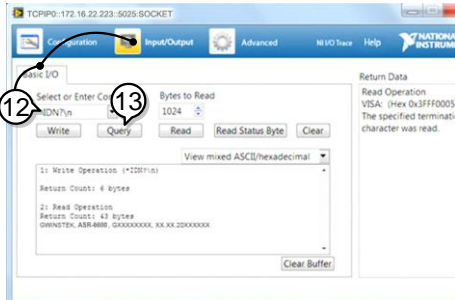 TCPIP0::172.16.22.223::5025::SOCKET
Configuration Input/Output Advanced NI I/O Trace Help NATIONA
INSTRUM
Basic I/O
Select or Enter Co
12 *IDN?\n
13
Bytes to Read
1024
Write Query Read Read Status Byte Clear
View mixed ASCII/hexadecimal
1: Write Operation (*IDN?\n)
Return Count: 6 bytes
2: Read Operation
Return Count: 43 bytes
GWINSTEK, ASR-6600, GXXXXXXXX, XX.XX.20XXXXXX
Clear Buffer
Return Data
Read Operation
VISA: (Hex 0x3FFF0005
The specified terminati
character was read.